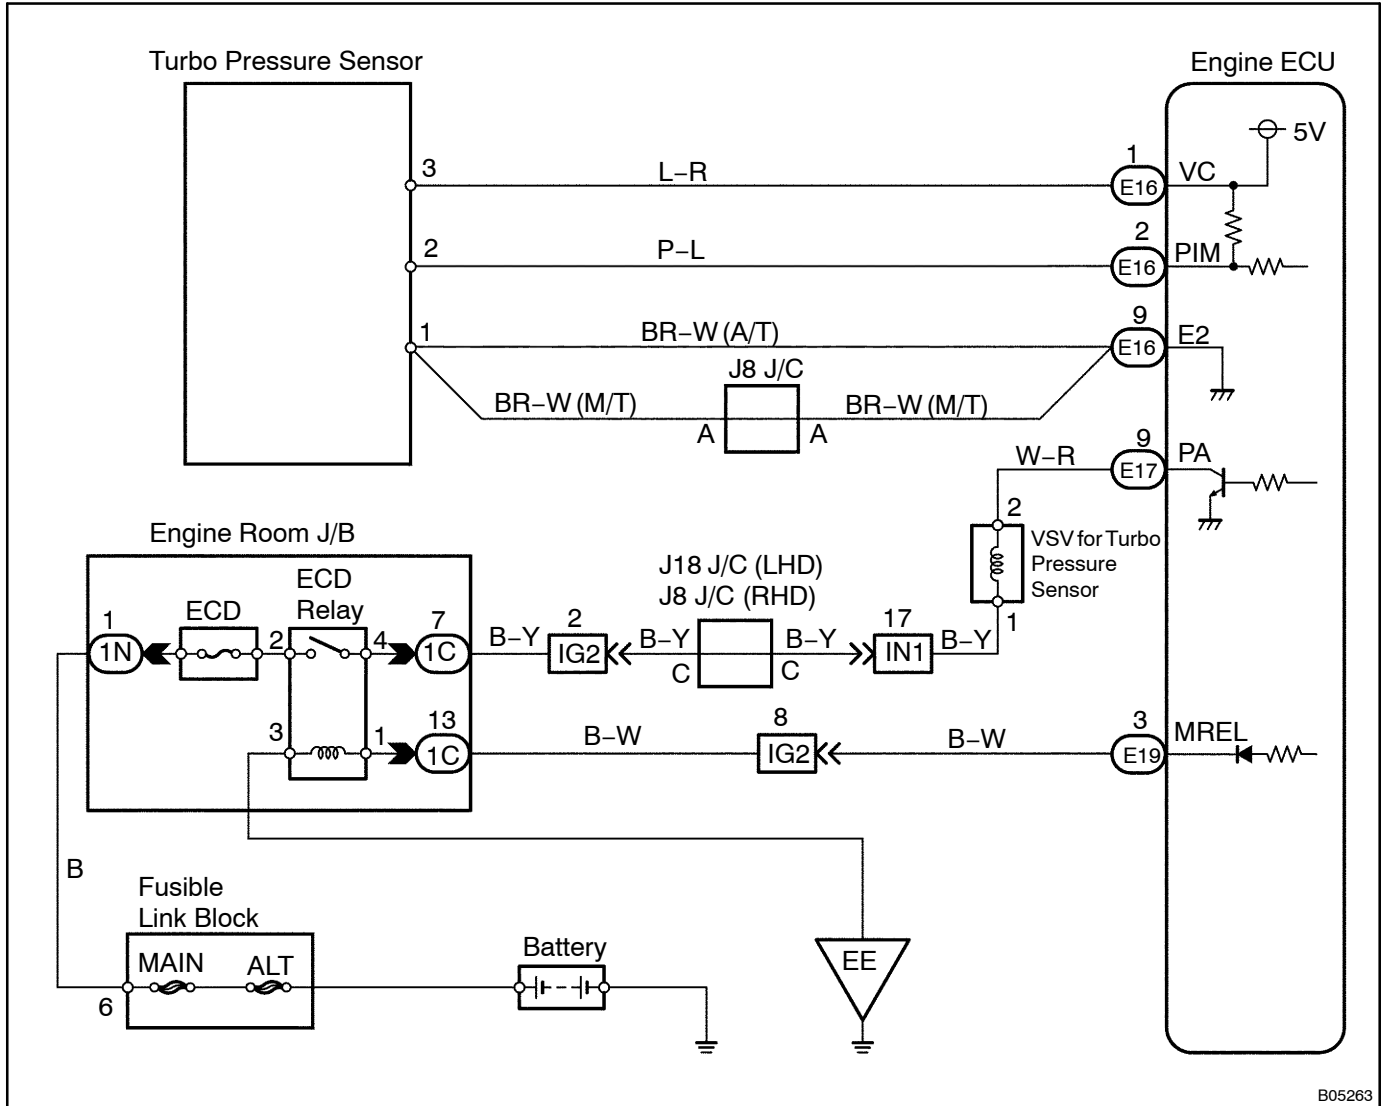 Turbo Pressure Sensor
Engine ECU
5V
3
L–R
1
E16
VC
2
P–L
2
E16
PIM
1
BR–W (A/T)
9
E16
E2
J8 J/C
BR–W (M/T)
BR–W (M/T)
A
A
W–R
9
E17
PA
2
VSV for Turbo
Pressure
Sensor
1
Engine Room J/B
ECD
ECD
Relay
1
1N
2
4
7
1C
B–Y
2
IG2
B–Y
J18 J/C (LHD)
J8 J/C (RHD)
C
C
B–Y
17
IN1
B–Y
3
1
13
1C
B–W
8
IG2
B–W
3
E19
MREL
B
Fusible
Link Block
MAIN
ALT
6
Battery
EE
B05263